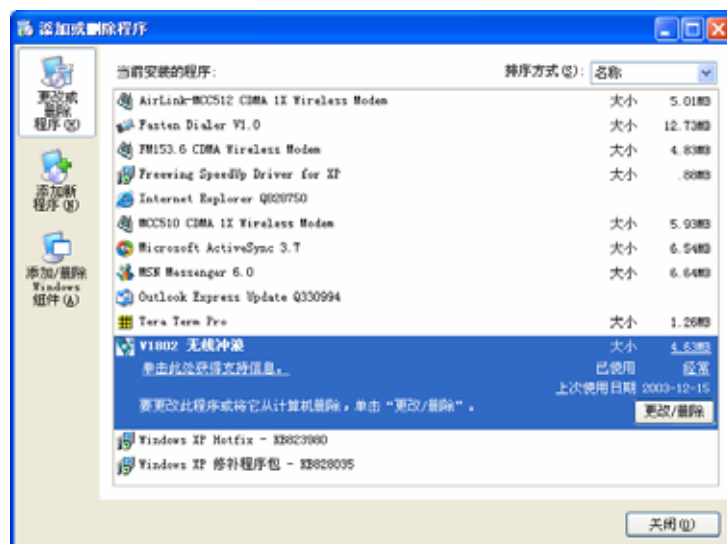 添加或删除程序
更改或删除程序(H)
添加新程序(N)
添加/删除Windows组件(A)
当前安装的程序:
排序方式(S): 名称
AirLink-MCC512 CDMA 1X Wireless Modem 大小 5.01MB
Fasten Dialer V1.0 大小 12.73MB
FM153.6 CDMA Wireless Modem 大小 4.83MB
Freewing SpeedUp Driver for XP 大小 .88MB
Internet Explorer Q828750
MCC510 CDMA 1X Wireless Modem 大小 5.93MB
Microsoft ActiveSync 3.7 大小 6.54MB
MSN Messenger 6.0 大小 6.64MB
Outlook Express Update Q330994
Tera Term Pro 大小 1.26MB
V1802 无线冲浪 大小 4.63MB
单击此处获得支持信息。 已使用 经常
上次使用日期 2003-12-15
要更改此程序或将它从计算机删除，单击“更改/删除”。 更改/删除
Windows XP Hotfix - KB823980
Windows XP 修补程序包 - KB828035
关闭(O)